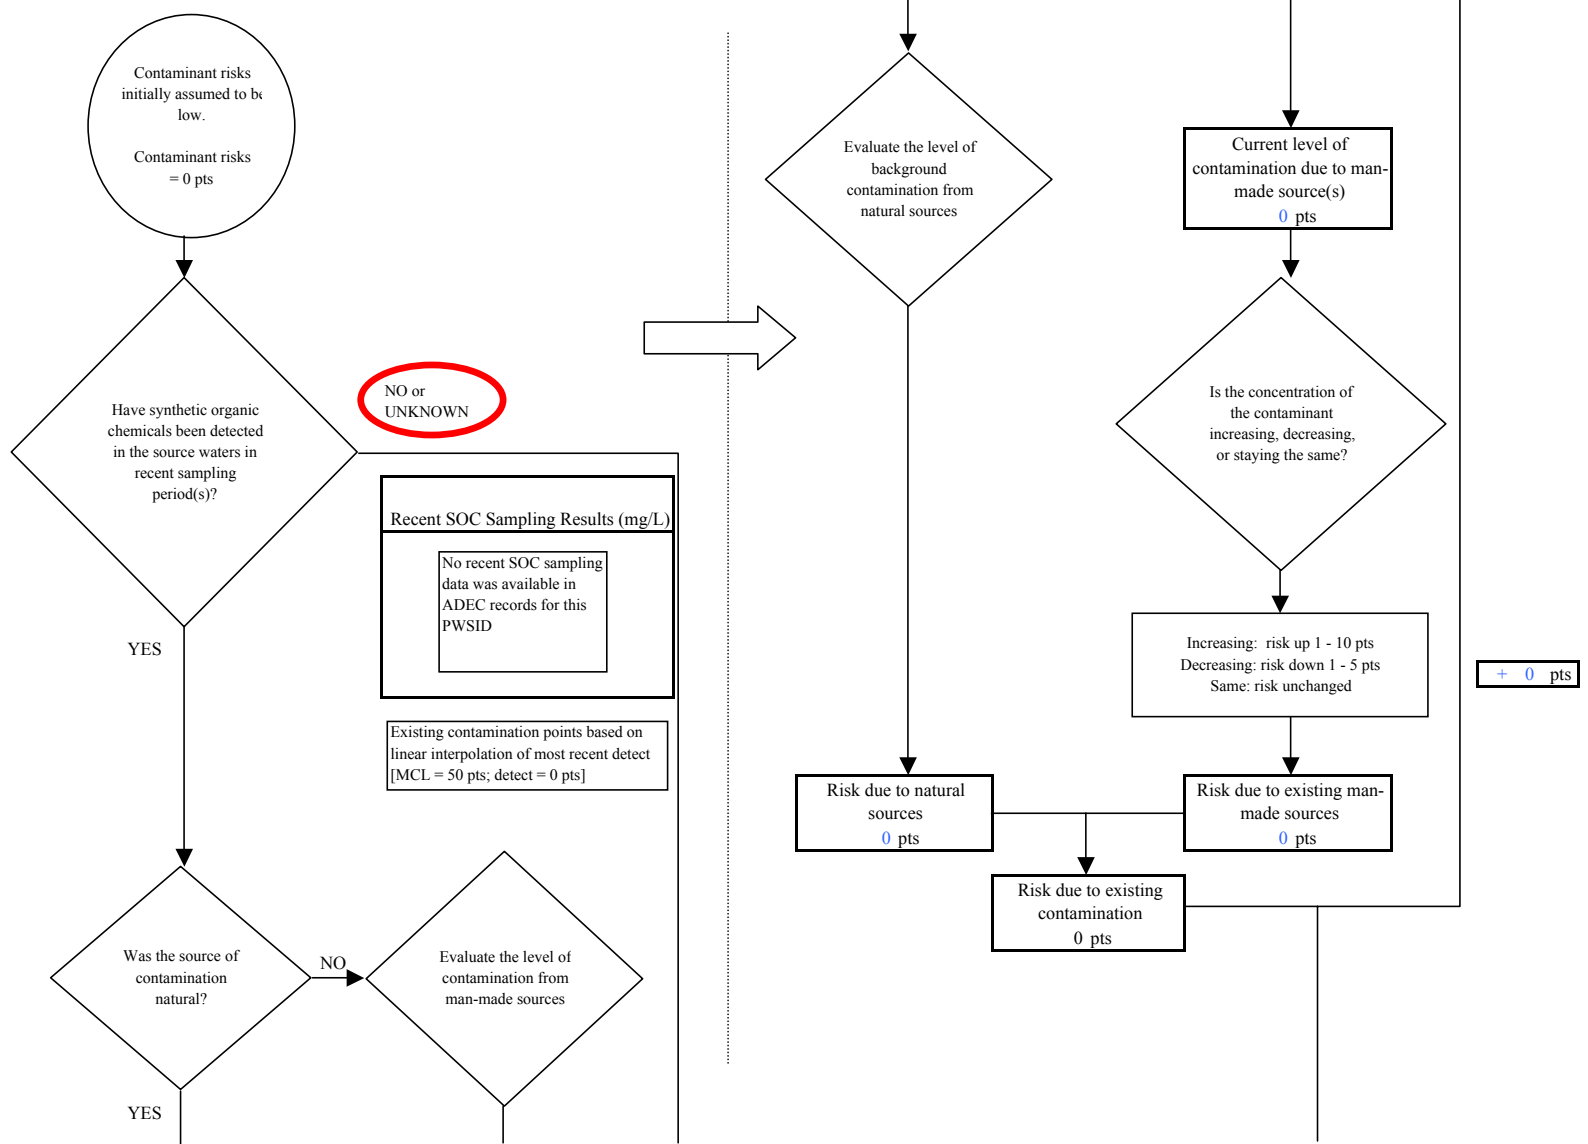 Contaminant risks
initially assumed to be
low.
Contaminant risks
= 0 pts
Have synthetic organic
chemicals been detected
in the source waters in
recent sampling
period(s)?
NO or
UNKNOWN
Recent SOC Sampling Results (mg/L)
No recent SOC sampling
data was available in
ADEC records for this
PWSID
YES
Existing contamination points based on
linear interpolation of most recent detect
[MCL = 50 pts; detect = 0 pts]
Was the source of
contamination
natural?
NO
Evaluate the level of
contamination from
man-made sources
YES
Evaluate the level of
background
contamination from
natural sources
Current level of
contamination due to man-
made source(s)
0 pts
Is the concentration of
the contaminant
increasing, decreasing,
or staying the same?
Increasing: risk up 1 - 10 pts
Decreasing: risk down 1 - 5 pts
Same: risk unchanged
+ 0 pts
Risk due to natural
sources
0 pts
Risk due to existing man-
made sources
0 pts
Risk due to existing
contamination
0 pts